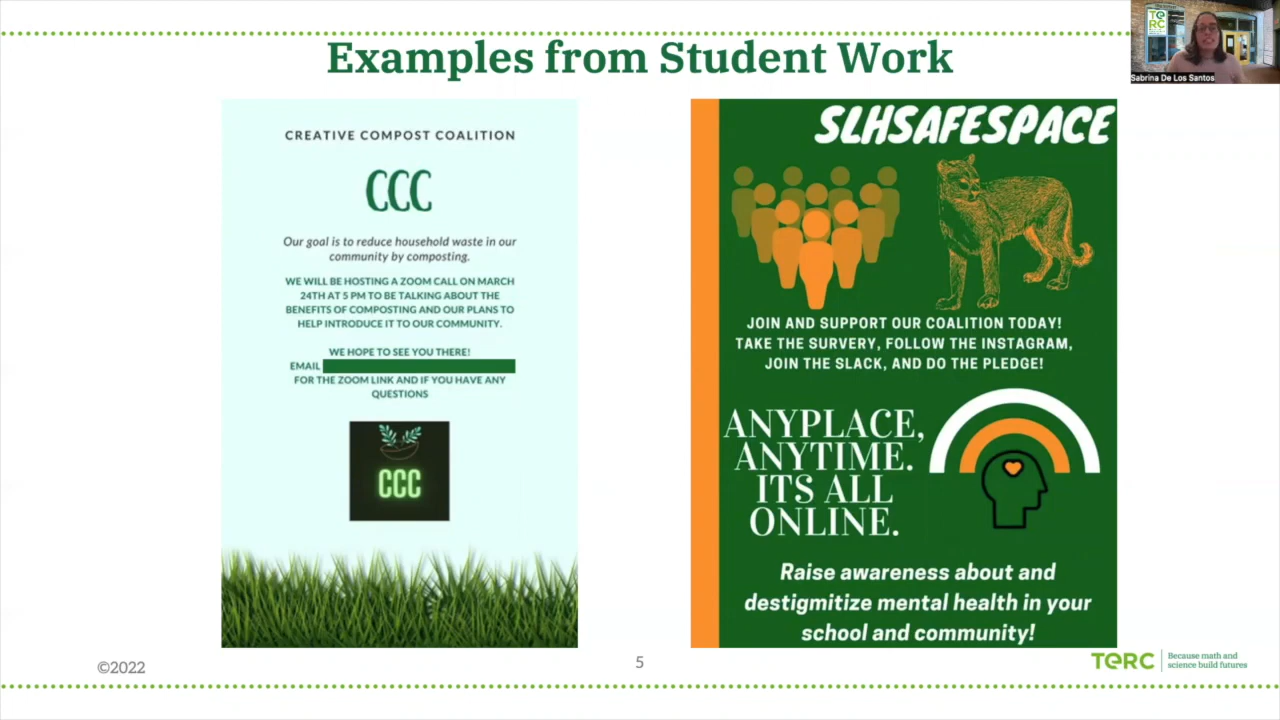 Examples from Student Work
TERC
Sabrina De Los Santos
CREATIVE COMPOST COALITION
CCC
Our goal is to reduce household waste in our
community by composting.
WE WILL BE HOSTING A ZOOM CALL ON MARCH
24TH AT 5 PM TO BE TALKING ABOUT THE
BENEFITS OF COMPOSTING AND OUR PLANS TO
HELP INTRODUCE IT TO OUR COMMUNITY.
WE HOPE TO SEE YOU THERE!
EMAIL
FOR THE ZOOM LINK AND IF YOU HAVE ANY
QUESTIONS
CCC
SLHSAFESPACE
JOIN AND SUPPORT OUR COALITION TODAY!
TAKE THE SURVERY, FOLLOW THE INSTAGRAM,
JOIN THE SLACK, AND DO THE PLEDGE!
ANYPLACE,
ANYTIME.
ITS ALL
ONLINE.
Raise awareness about and
destigmitize mental health in your
school and community!
©2022
5
TERC
Because math and
science build futures